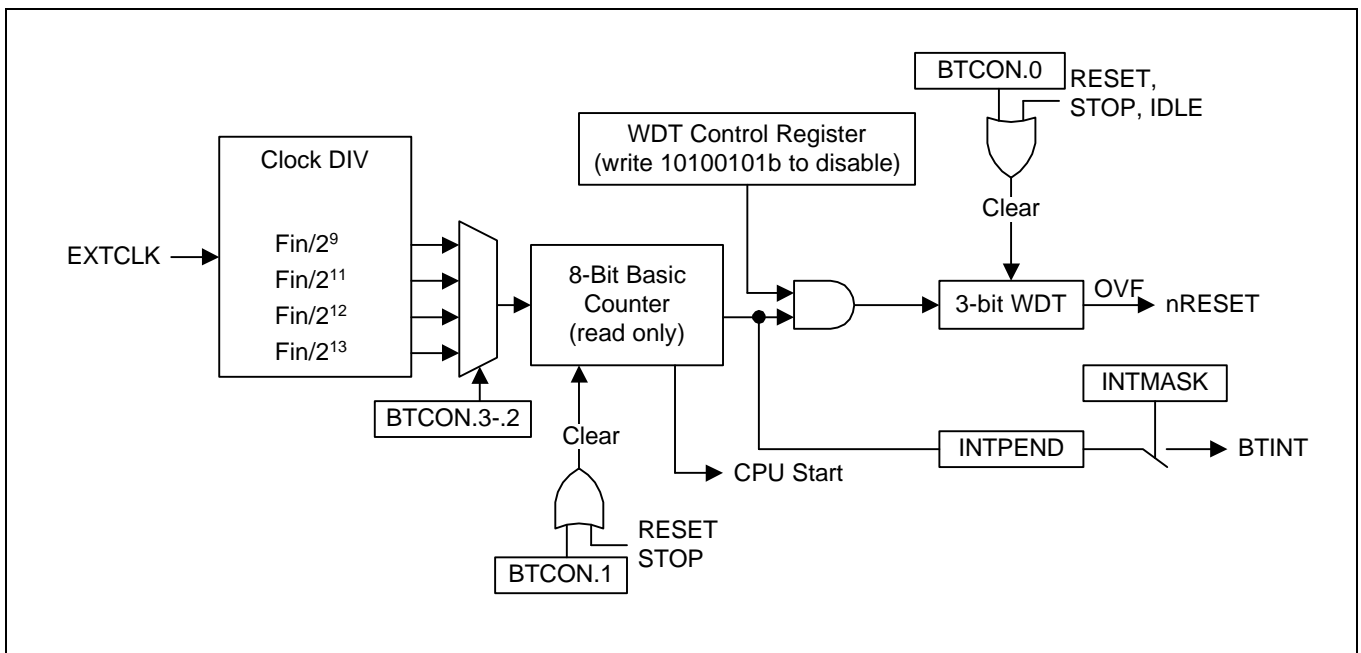 BTCON.0
RESET,
STOP, IDLE
WDT Control Register
(write 10100101b to disable)
Clock DIV
Clear
EXTCLK
Fin/2⁹
Fin/2¹¹
Fin/2¹²
Fin/2¹³
8-Bit Basic
Counter
(read only)
3-bit WDT
OVF
nRESET
BTCON.3-.2
INTMASK
Clear
INTPEND
BTINT
CPU Start
RESET
STOP
BTCON.1